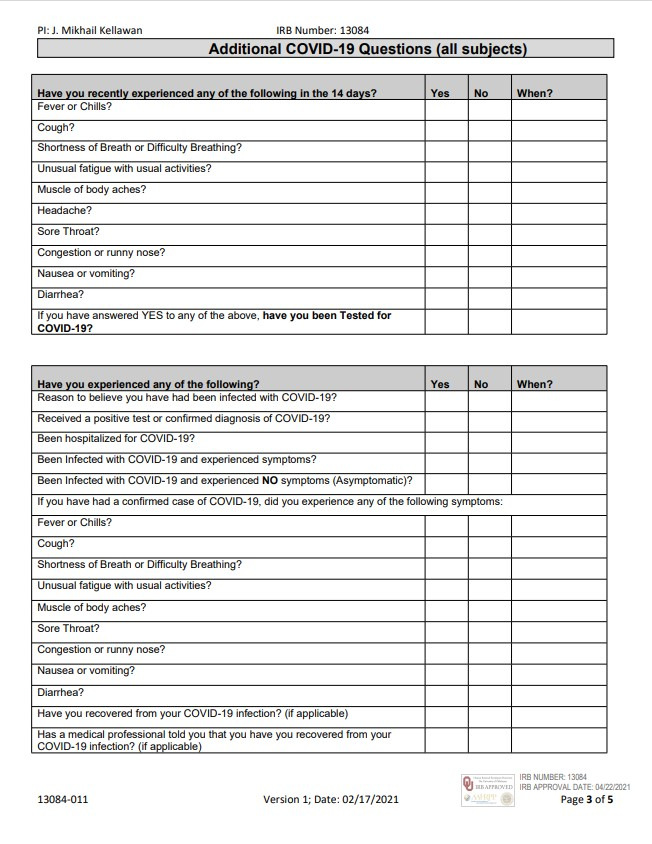 PI: J. Mikhail Kellawan IRB Number: 13084
Additional COVID-19 Questions (all subjects)
Have you recently experienced any of the following in the 14 days? Yes No When?
Fever or Chills?
Cough?
Shortness of Breath or Difficulty Breathing?
Unusual fatigue with usual activities?
Muscle of body aches?
Headache?
Sore Throat?
Congestion or runny nose?
Nausea or vomiting?
Diarrhea?
If you have answered YES to any of the above, have you been Tested for
COVID-19?
Have you experienced any of the following? Yes No When?
Reason to believe you have had been infected with COVID-19?
Received a positive test or confirmed diagnosis of COVID-19?
Been hospitalized for COVID-19?
Been Infected with COVID-19 and experienced symptoms?
Been Infected with COVID-19 and experienced NO symptoms (Asymptomatic)?
If you have had a confirmed case of COVID-19, did you experience any of the following symptoms:
Fever or Chills?
Cough?
Shortness of Breath or Difficulty Breathing?
Unusual fatigue with usual activities?
Muscle of body aches?
Sore Throat?
Congestion or runny nose?
Nausea or vomiting?
Diarrhea?
Have you recovered from your COVID-19 infection? (if applicable)
Has a medical professional told you that you have you recovered from your
COVID-19 infection? (if applicable)
IRB APPROVED
IRB NUMBER: 13084
IRB APPROVAL DATE: 04/22/2021
13084-011 Version 1; Date: 02/17/2021 Page 3 of 5